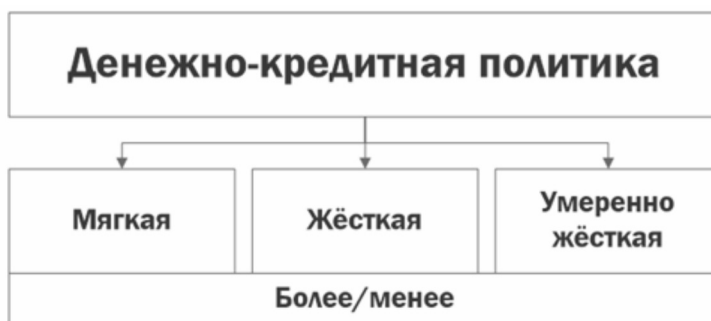 Денежно-кредитная политика
Мягкая
Жёсткая
Умеренно
жёсткая
Более/менее